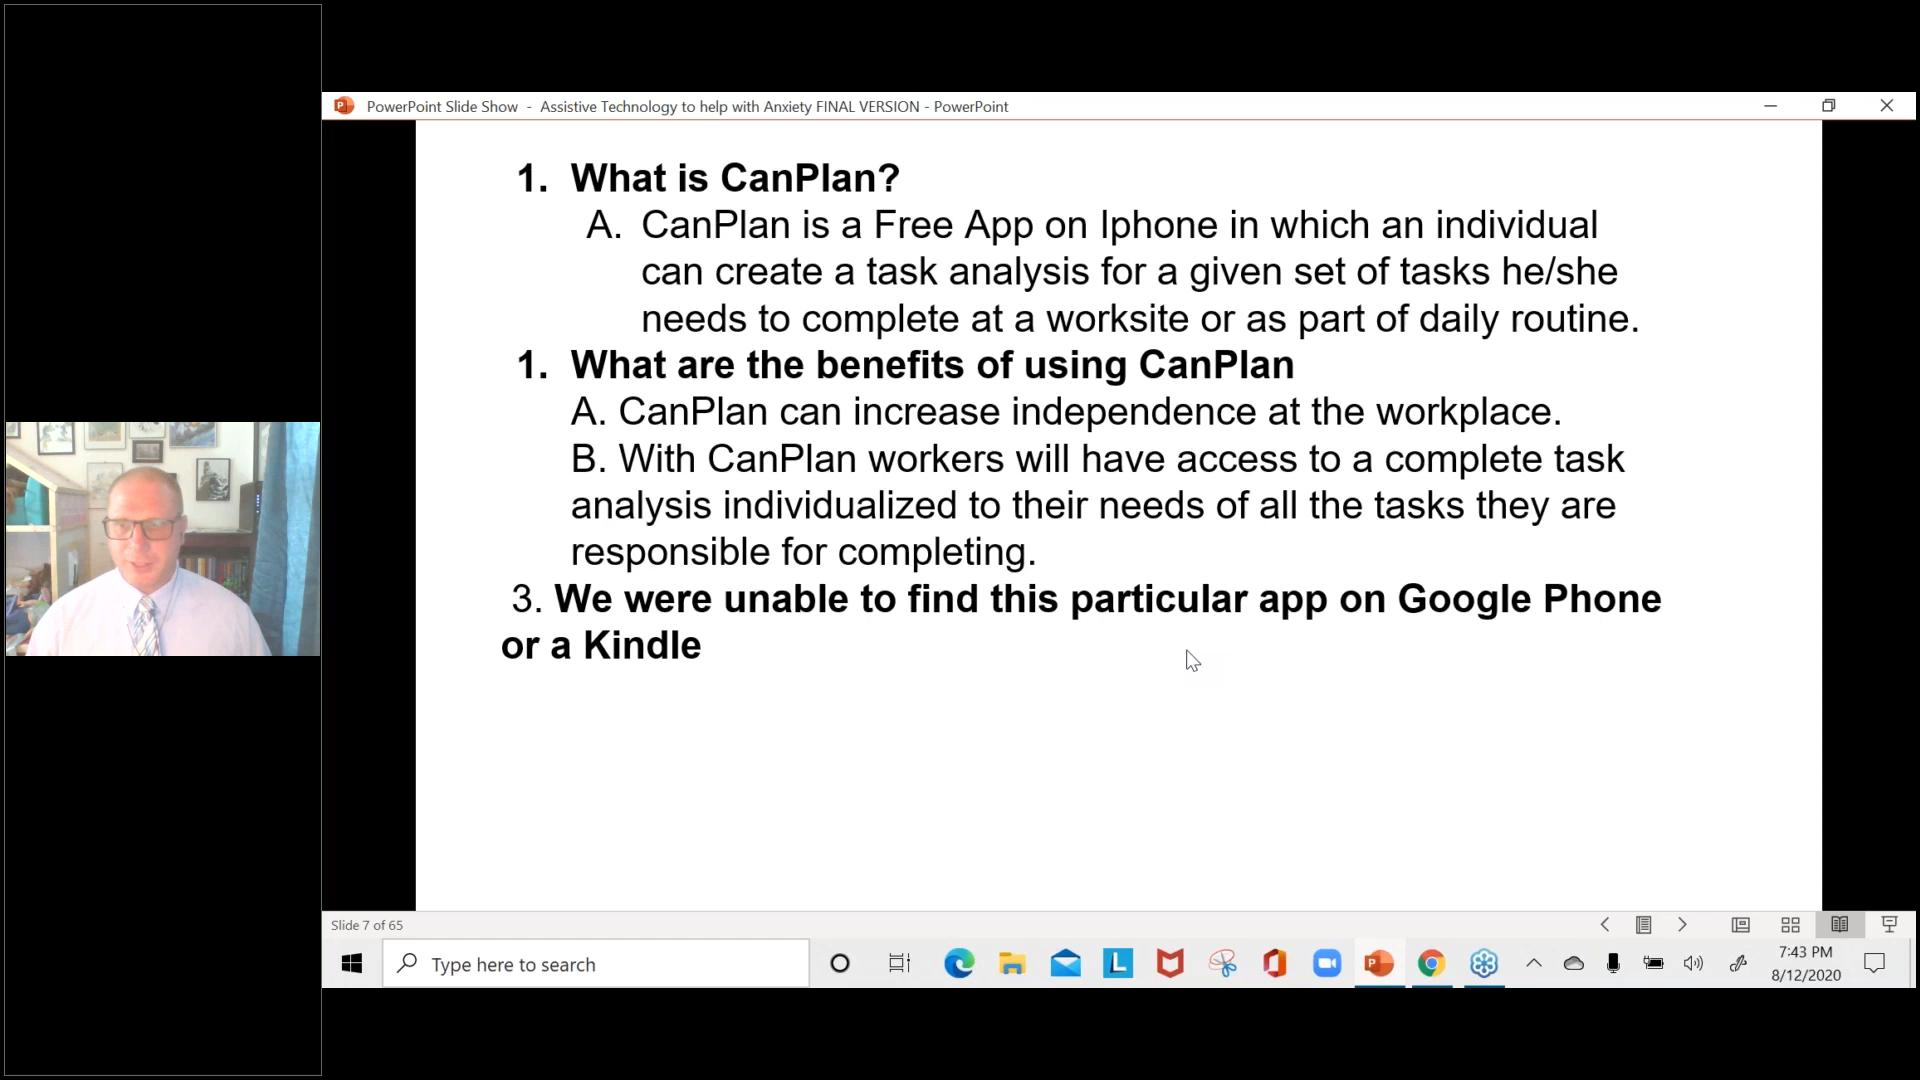 PowerPoint Slide Show - Assistive Technology to help with Anxiety FINAL VERSION - PowerPoint
1. What is CanPlan?
A. CanPlan is a Free App on Iphone in which an individual
can create a task analysis for a given set of tasks he/she
needs to complete at a worksite or as part of daily routine.
1. What are the benefits of using CanPlan
A. CanPlan can increase independence at the workplace.
B. With CanPlan workers will have access to a complete task
analysis individualized to their needs of all the tasks they are
responsible for completing.
3. We were unable to find this particular app on Google Phone
or a Kindle
Slide 7 of 65
Type here to search
7:43 PM
8/12/2020